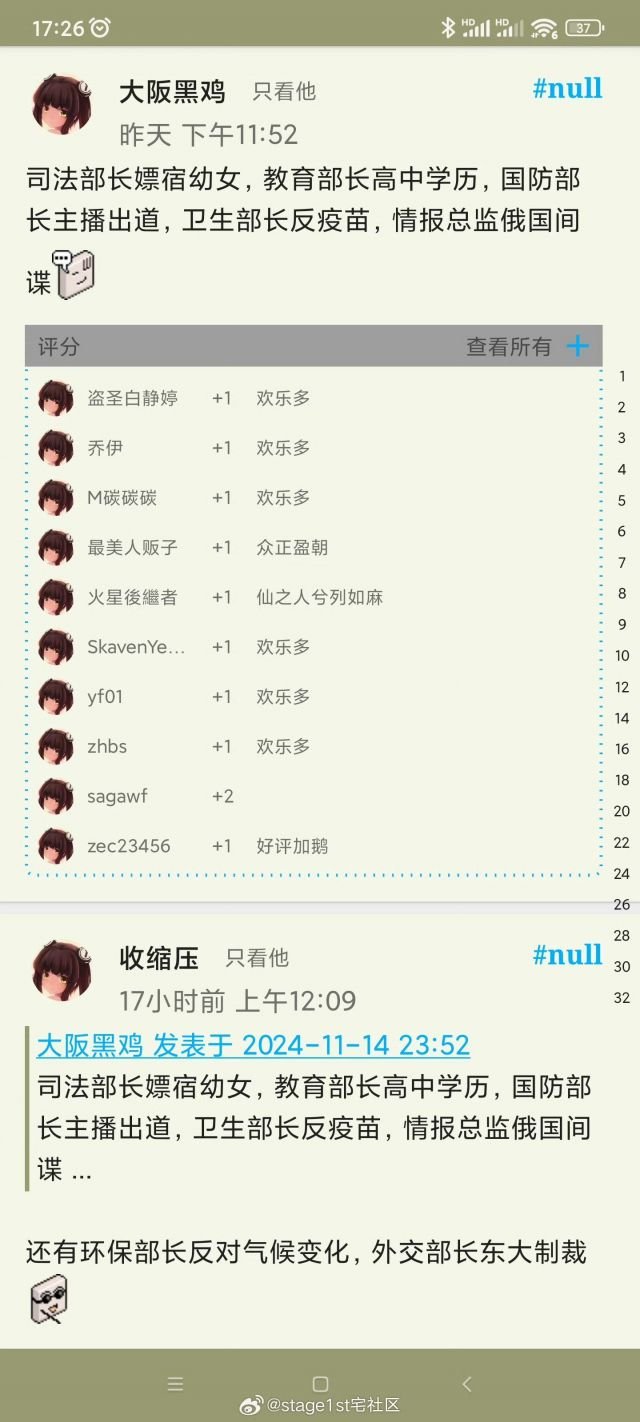 17:26
HD HD 6 37
大阪黑鸡 只看他 #null
昨天 下午11:52
司法部长嫖宿幼女，教育部长高中学历，国防部
长主播出道，卫生部长反疫苗，情报总监俄国间
谍
评分 查看所有 +
盗圣白静婷 +1 欢乐多
乔伊 +1 欢乐多
M碳碳碳 +1 欢乐多
最美人贩子 +1 众正盈朝
火星後繼者 +1 仙之人兮列如麻
SkavenYe... +1 欢乐多
yf01 +1 欢乐多
zhbs +1 欢乐多
sagawf +2
zec23456 +1 好评加鹅
1
2
3
4
5
6
7
8
9
10
12
14
16
18
20
22
24
26
28
30
32
收缩压 只看他 #null
17小时前 上午12:09
大阪黑鸡 发表于 2024-11-14 23:52
司法部长嫖宿幼女，教育部长高中学历，国防部
长主播出道，卫生部长反疫苗，情报总监俄国间
谍 ...
还有环保部长反对气候变化，外交部长东大制裁
@stage1st宅社区